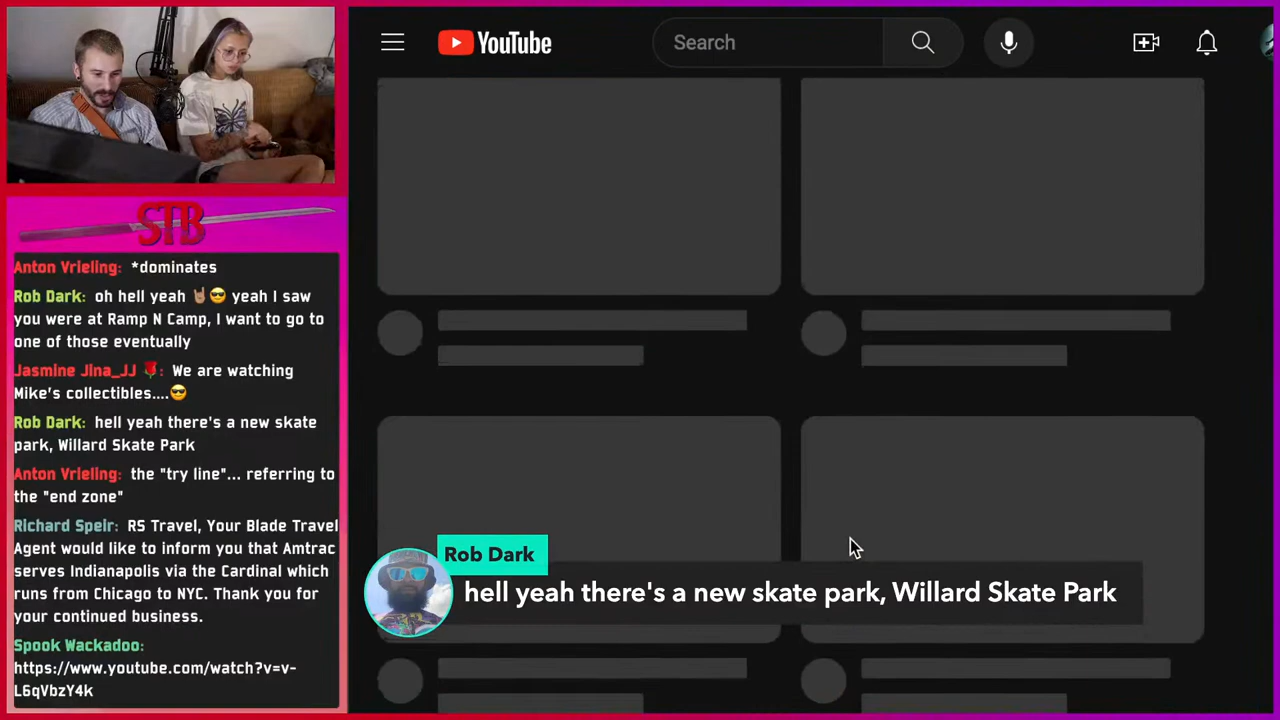 YouTube
Search
STB
Anton Vrieling: *dominates
Rob Dark: oh hell yeah 🤘🏽😎 yeah I saw
you were at Ramp N Camp, I want to go to
one of those eventually
Jasmine Jina_JJ 🌹: We are watching
Mike's collectibles....😎
Rob Dark: hell yeah there's a new skate
park, Willard Skate Park
Anton Vrieling: the "try line"... referring to
the "end zone"
Richard Speir: RS Travel, Your Blade Travel
Agent would like to inform you that Amtrac
serves Indianapolis via the Cardinal which
runs from Chicago to NYC. Thank you for
your continued business.
Spook Wackadoo:
https://www.youtube.com/watch?v=v-
L6qVbzY4k
Rob Dark
hell yeah there's a new skate park, Willard Skate Park